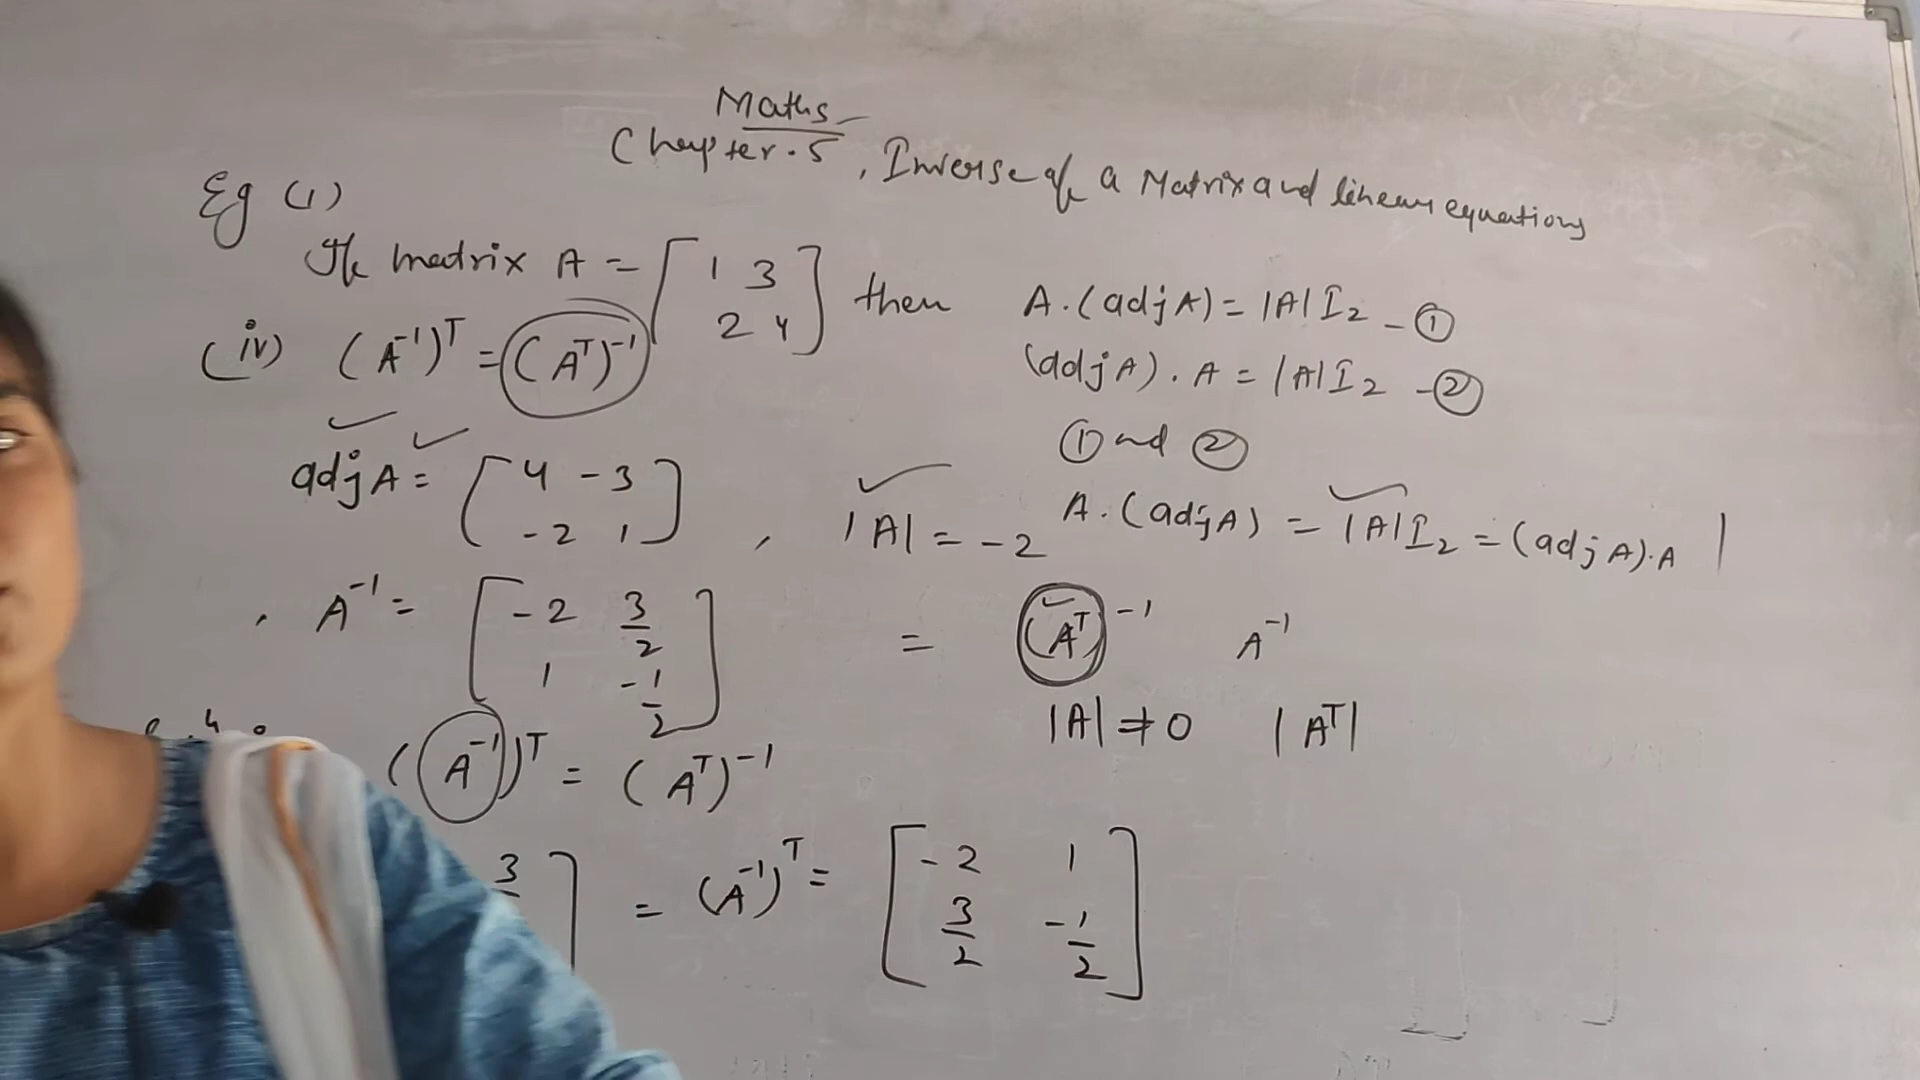 Maths
Chapter-5, Inverse of a Matrix and linear equations
Eg (1)
If matrix A = [1 3
2 4] then
(iv) (A⁻¹)ᵀ = (Aᵀ)⁻¹
adj A = [4 -3
-2 1] , |A| = -2
, A⁻¹ = [-2 3/2
1 -1/2]
(A⁻¹)ᵀ = (Aᵀ)⁻¹
3 ] = (A⁻¹)ᵀ = [-2 1
3/2 -1/2]
A.(adj A) = |A| I₂ - ①
(adj A). A = |A| I₂ - ②
① and ②
A.(adj A) = |A| I₂ = (adj A).A |
= (Aᵀ)⁻¹ A⁻¹
|A| ≠ 0 |Aᵀ|